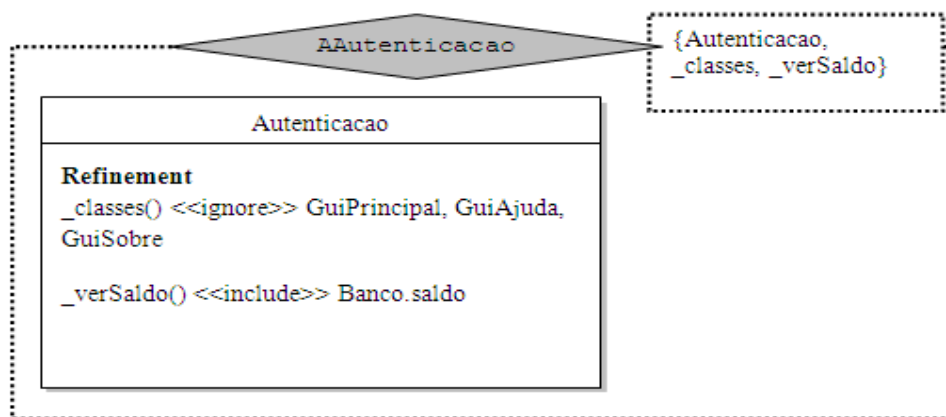 AAutenticacao
{Autenticacao,
_classes, _verSaldo}
Autenticacao
Refinement
_classes() <<ignore>> GuiPrincipal, GuiAjuda,
GuiSobre
_verSaldo() <<include>> Banco.saldo